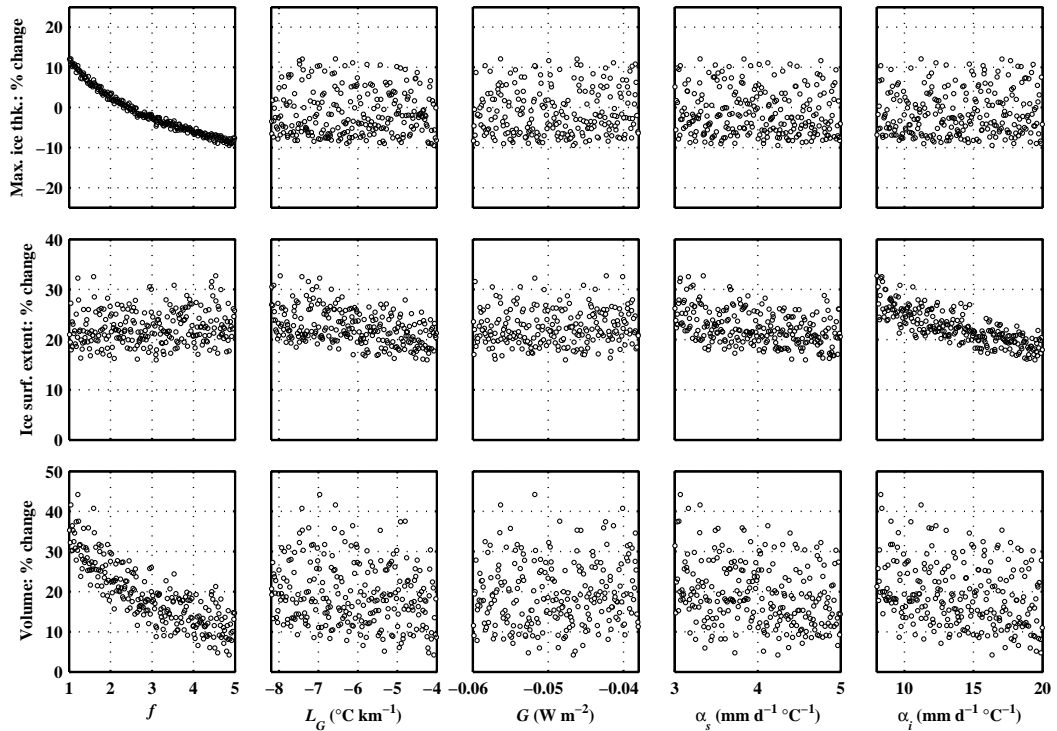 Max. ice thk.: % change
20
10
0
−10
−20
Ice surf. extent: % change
40
30
20
10
0
Volume: % change
50
40
30
20
10
0
1 2 3 4 5
f
−8 −7 −6 −5 −4
L_G (°C km⁻¹)
−0.06 −0.05 −0.04
G (W m⁻²)
3 4 5
α_s (mm d⁻¹ °C⁻¹)
10 15 20
α_i (mm d⁻¹ °C⁻¹)